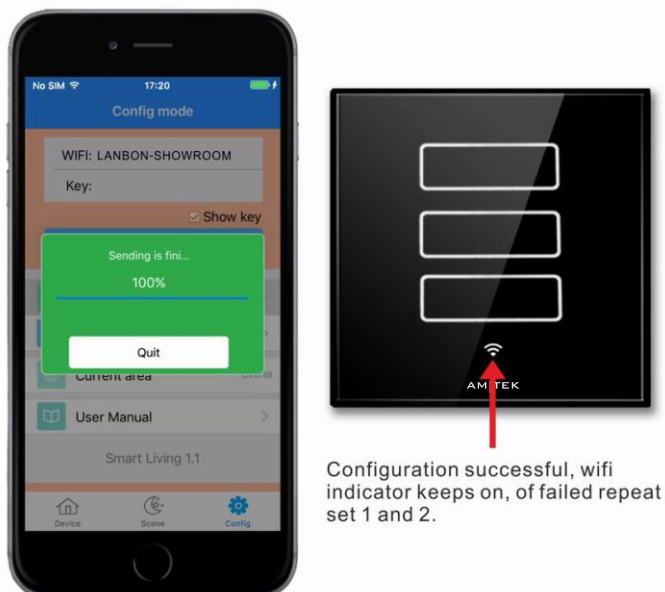 No SIM 17:20
Config mode
WIFI: LANBON-SHOWROOM
Key:
Show key
Sending is fini...
100%
Quit
Current area China
User Manual
Smart Living 1.1
Device Scene Config
Configuration successful, wifi
indicator keeps on, of failed repeat
set 1 and 2.